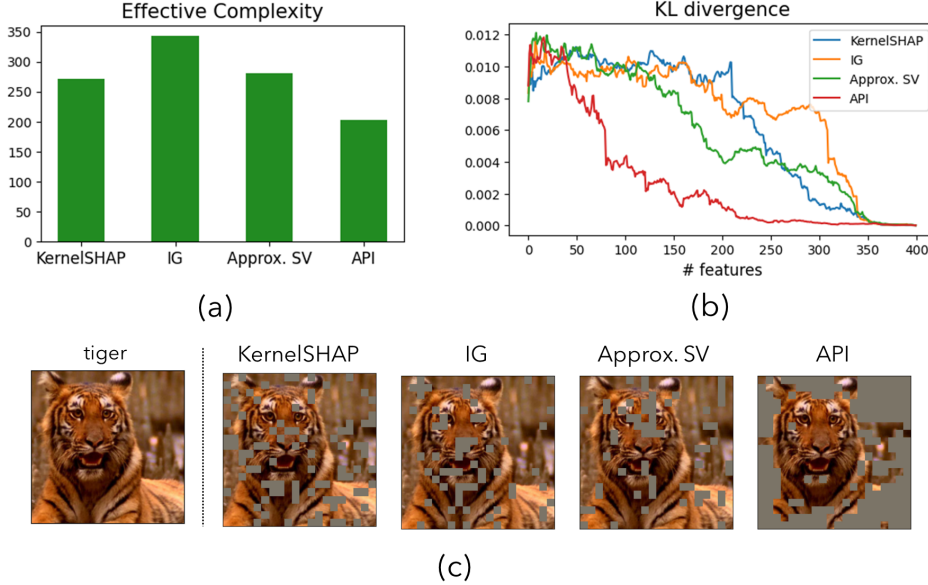 Effective Complexity
350
300
250
200
150
100
50
0
KernelSHAP IG Approx. SV API
(a)
KL divergence
0.012
0.010
0.008
0.006
0.004
0.002
0.000
KernelSHAP
IG
Approx. SV
API
0 50 100 150 200 250 300 350 400
# features
(b)
tiger KernelSHAP IG Approx. SV API
(c)